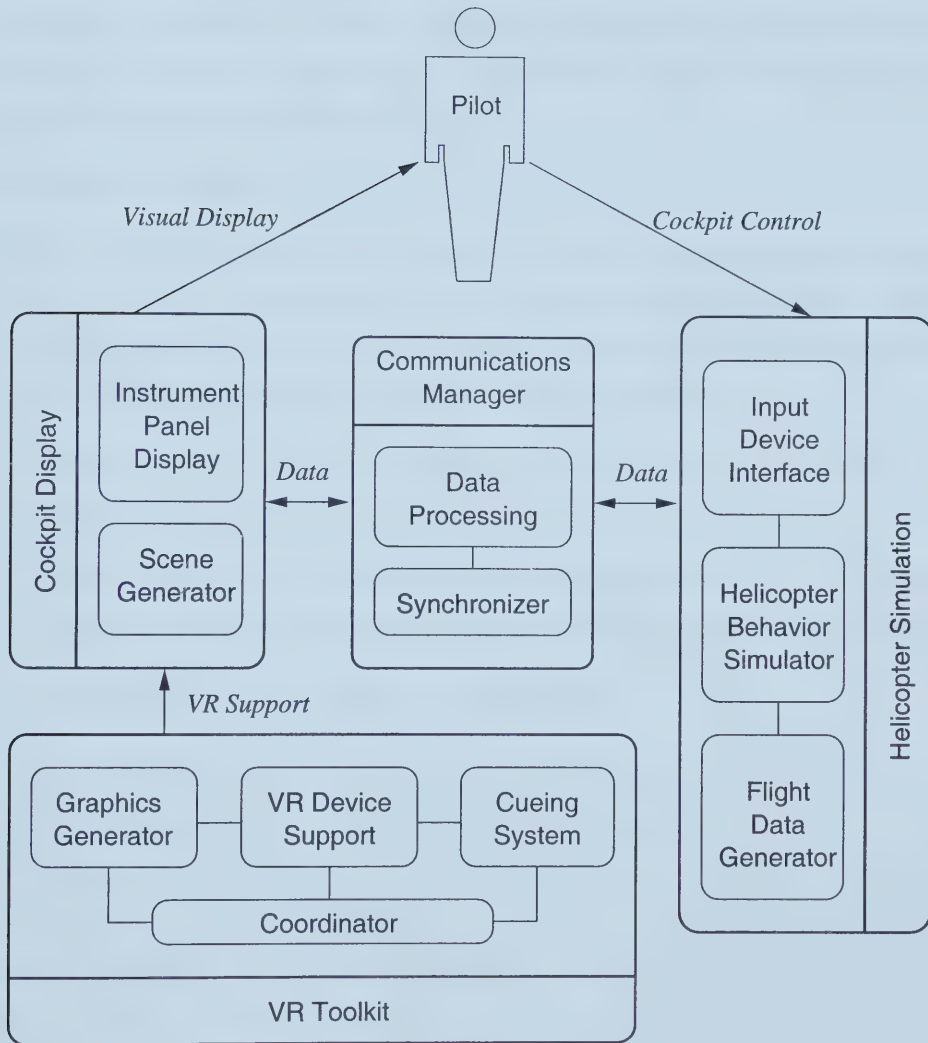 Pilot
Visual Display
Cockpit Control
Cockpit Display
Instrument
Panel
Display
Scene
Generator
Data
Communications
Manager
Data
Processing
Synchronizer
Data
Input
Device
Interface
Helicopter
Behavior
Simulator
Flight
Data
Generator
Helicopter Simulation
VR Support
Graphics
Generator
VR Device
Support
Cueing
System
Coordinator
VR Toolkit